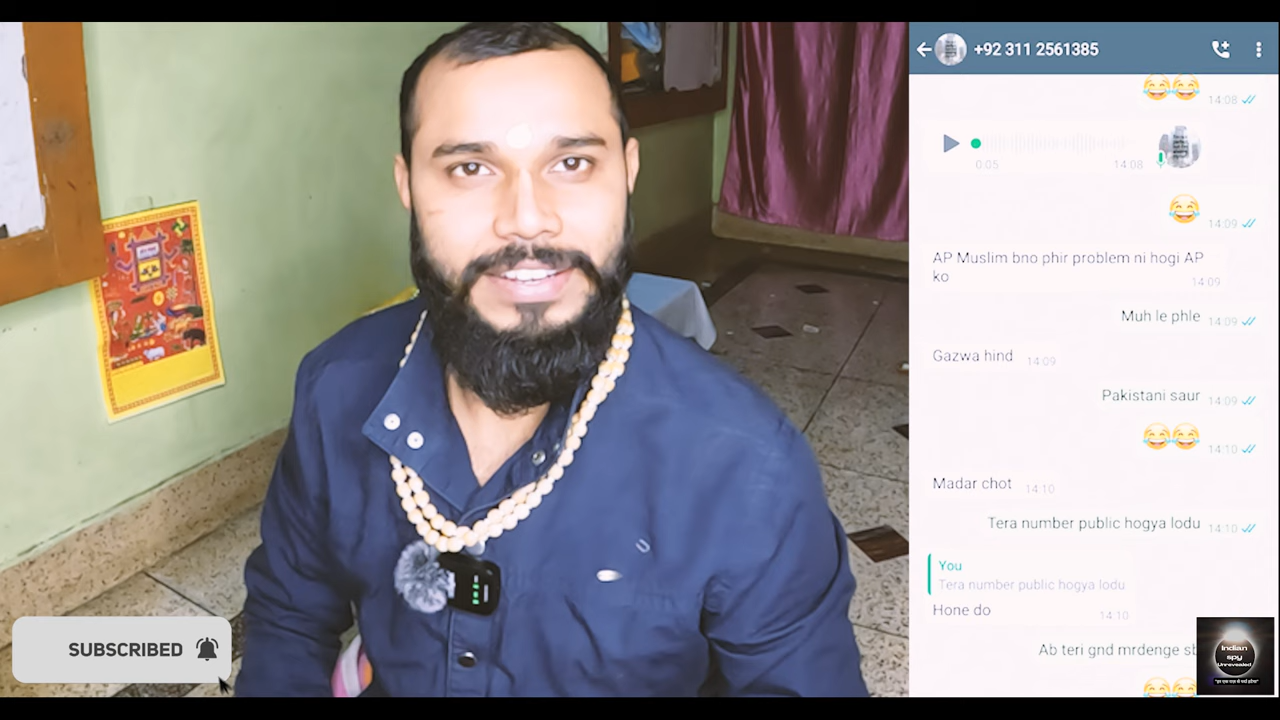 +92 311 2561385
14:08
0:05
14:08
14:09
AP Muslim bno phir problem ni hogi AP
ko
14:09
Muh le phle 14:09
Gazwa hind 14:09
Pakistani saur 14:09
14:10
Madar chot 14:10
Tera number public hogya lodu 14:10
You
Tera number public hogya lodu
Hone do 14:10
Ab teri gnd mrdenge sb
SUBSCRIBED
Indian
spy
Unrevealed